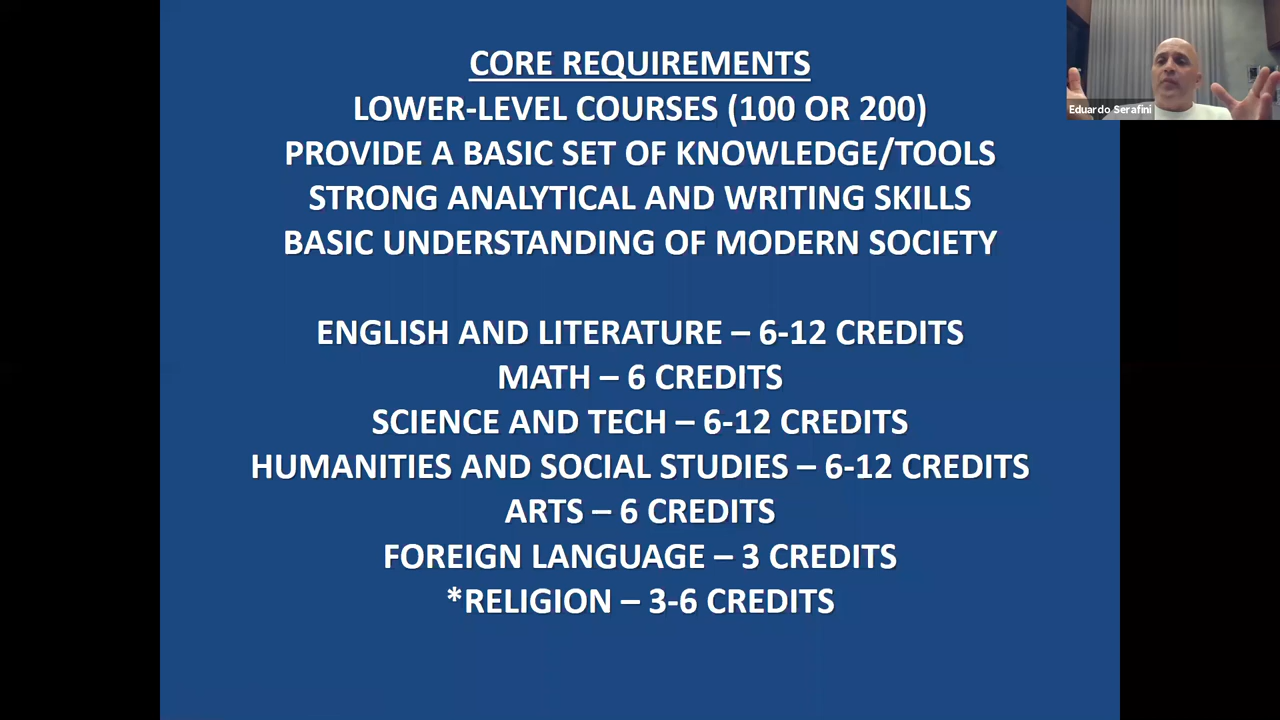 CORE REQUIREMENTS
LOWER-LEVEL COURSES (100 OR 200)
PROVIDE A BASIC SET OF KNOWLEDGE/TOOLS
STRONG ANALYTICAL AND WRITING SKILLS
BASIC UNDERSTANDING OF MODERN SOCIETY
ENGLISH AND LITERATURE – 6-12 CREDITS
MATH – 6 CREDITS
SCIENCE AND TECH – 6-12 CREDITS
HUMANITIES AND SOCIAL STUDIES – 6-12 CREDITS
ARTS – 6 CREDITS
FOREIGN LANGUAGE – 3 CREDITS
*RELIGION – 3-6 CREDITS
Eduardo Serafini